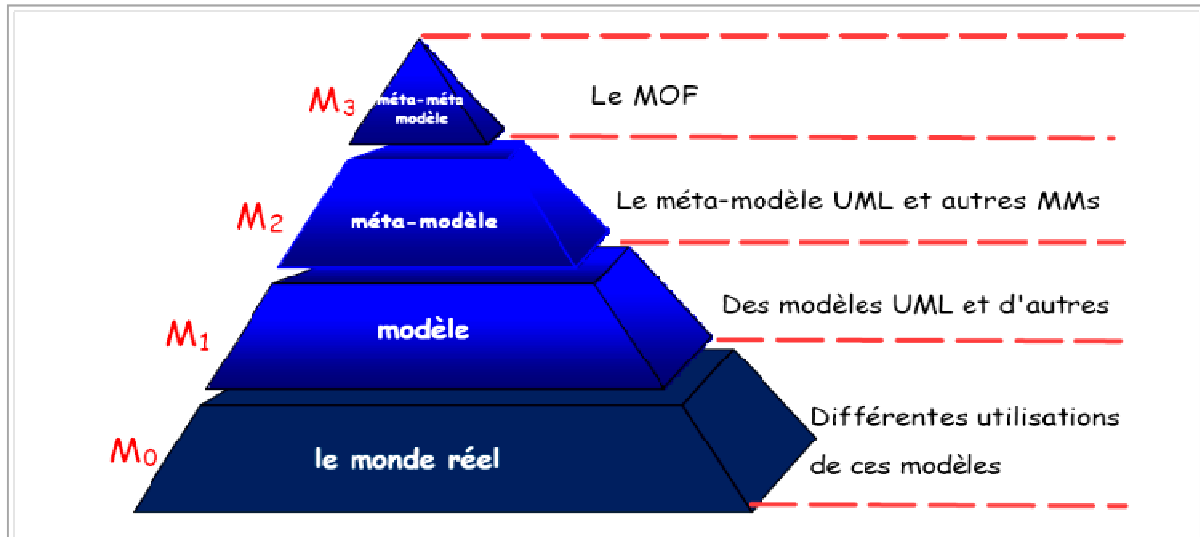 M₃
méta-méta
modèle
Le MOF
M₂
méta-modèle
Le méta-modèle UML et autres MMs
M₁
modèle
Des modèles UML et d'autres
M₀
le monde réel
Différentes utilisations
de ces modèles